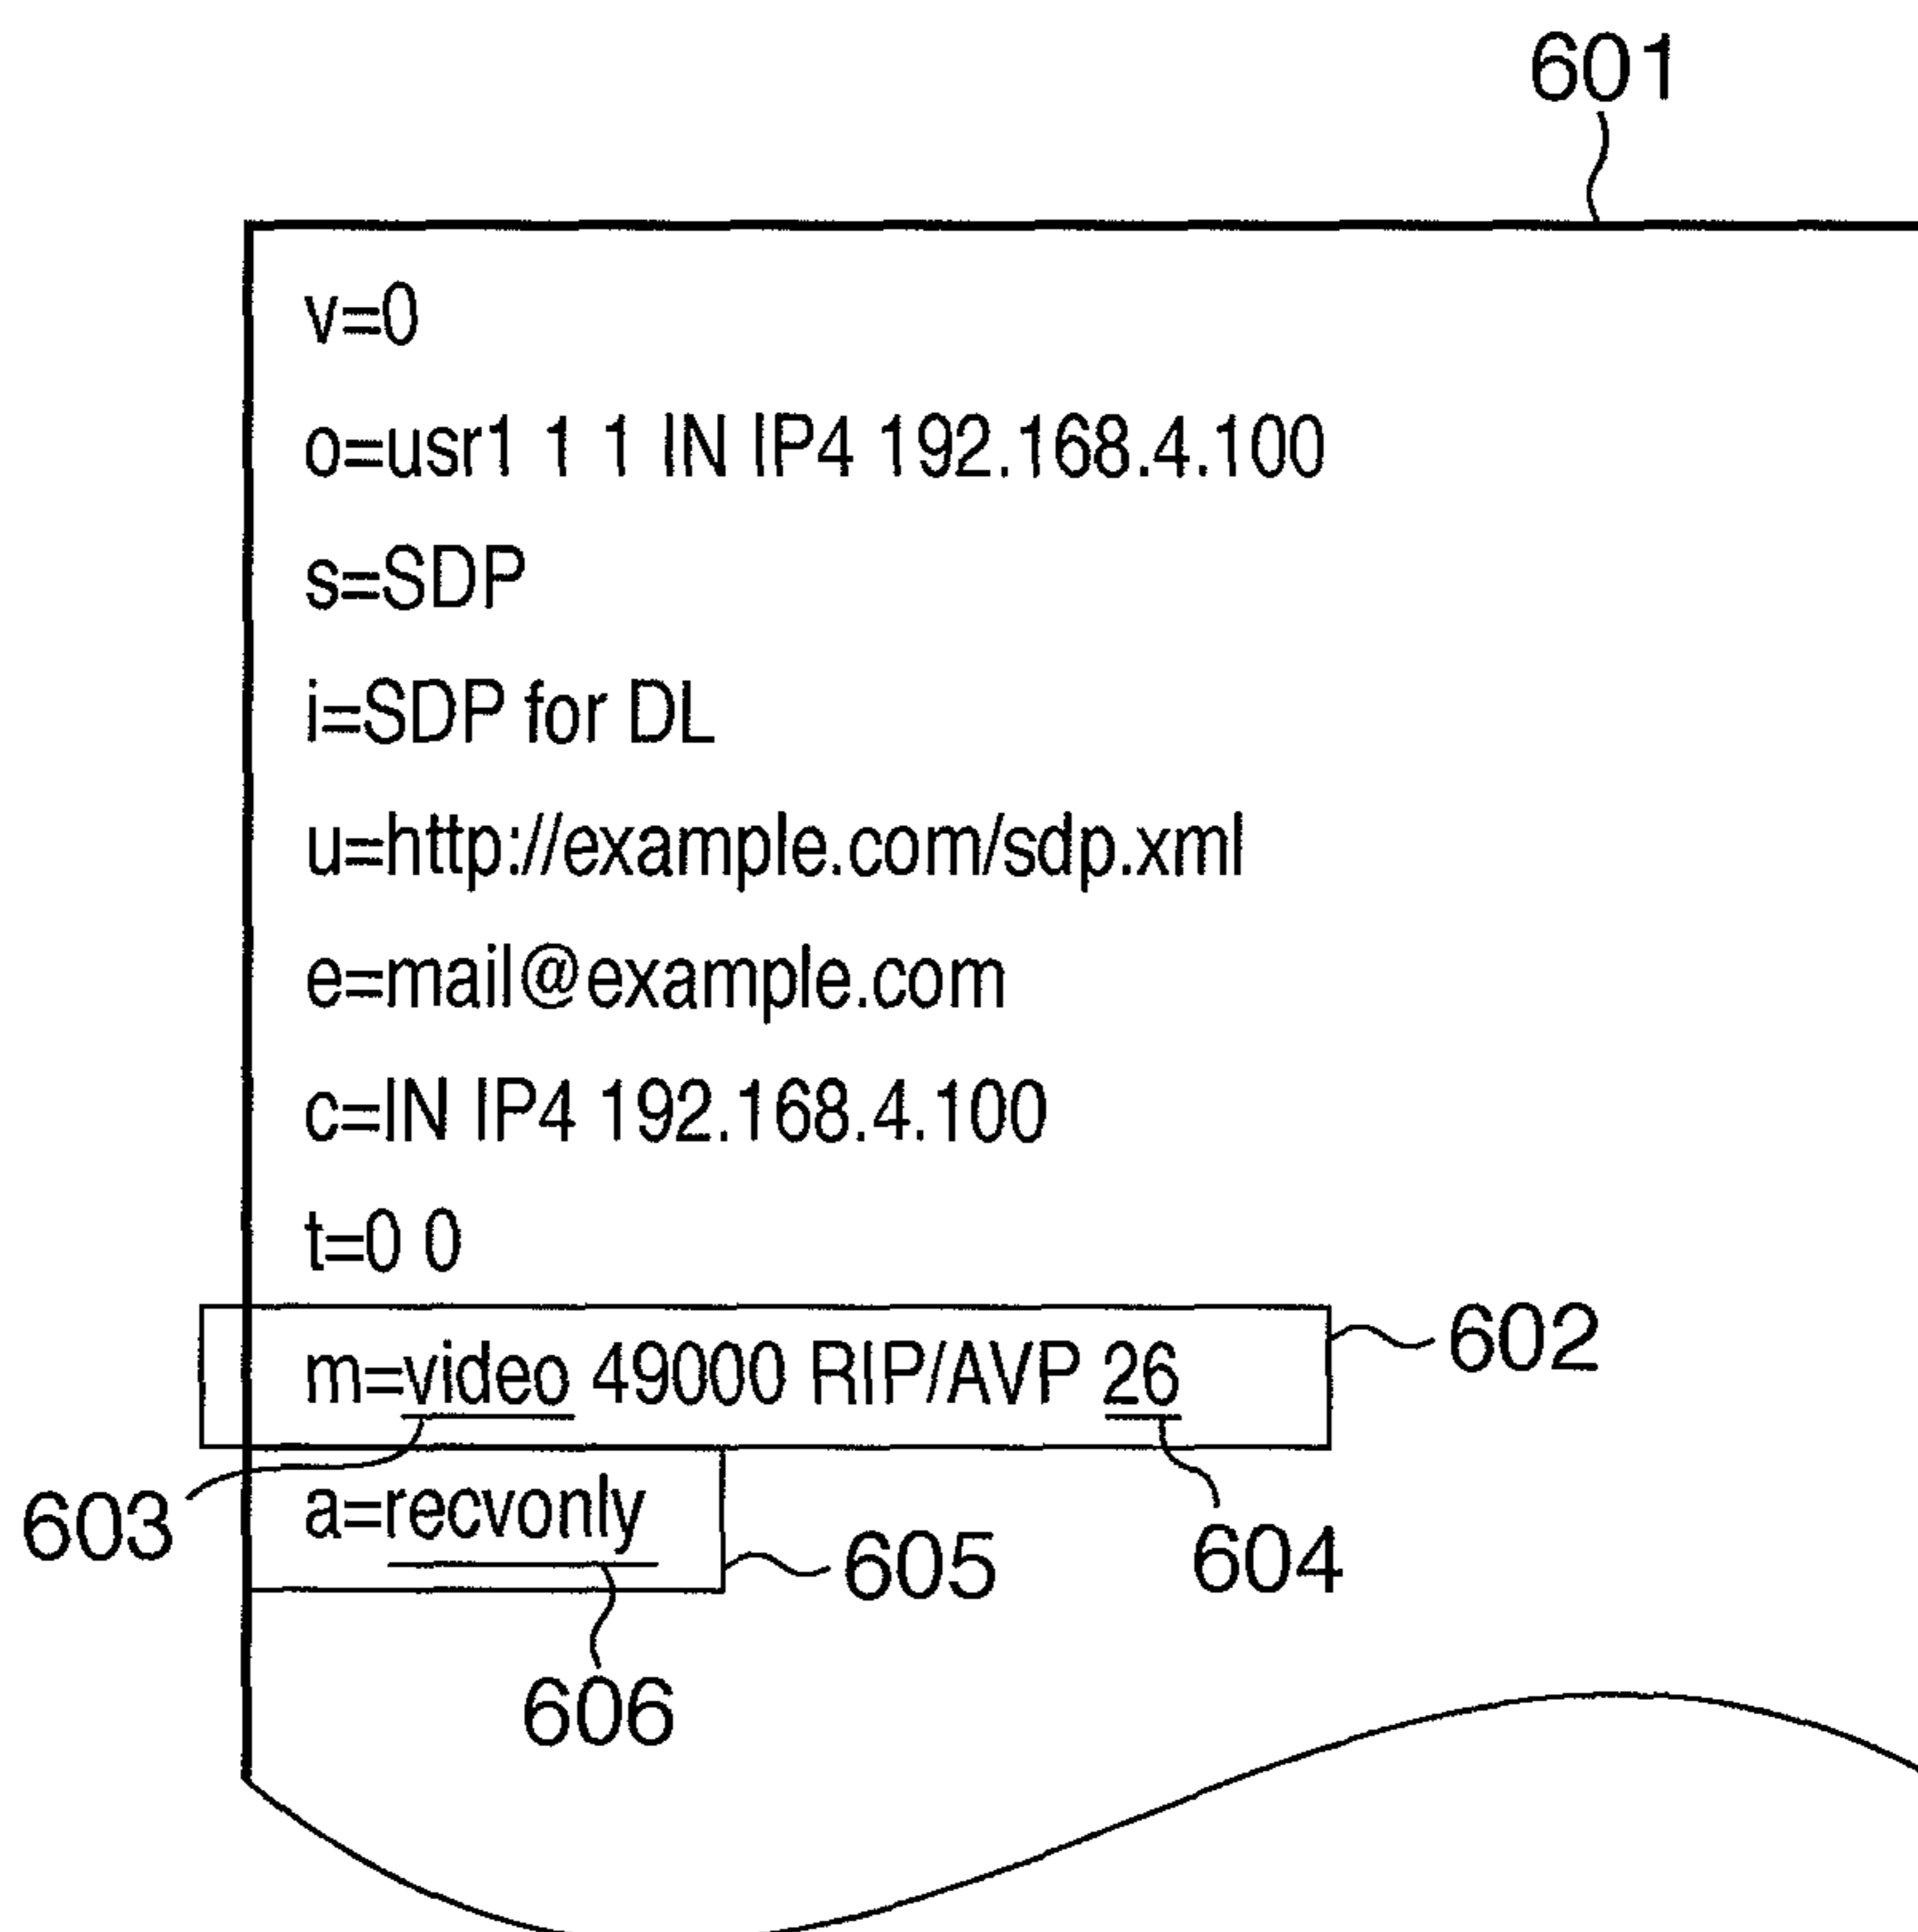 601
v=0
o=usr1 1 1 IN IP4 192.168.4.100
s=SDP
i=SDP for DL
u=http://example.com/sdp.xml
e=mail@example.com
c=IN IP4 192.168.4.100
t=0 0
m=video 49000 RIP/AVP 26
602
603
a=recvonly
605
604
606